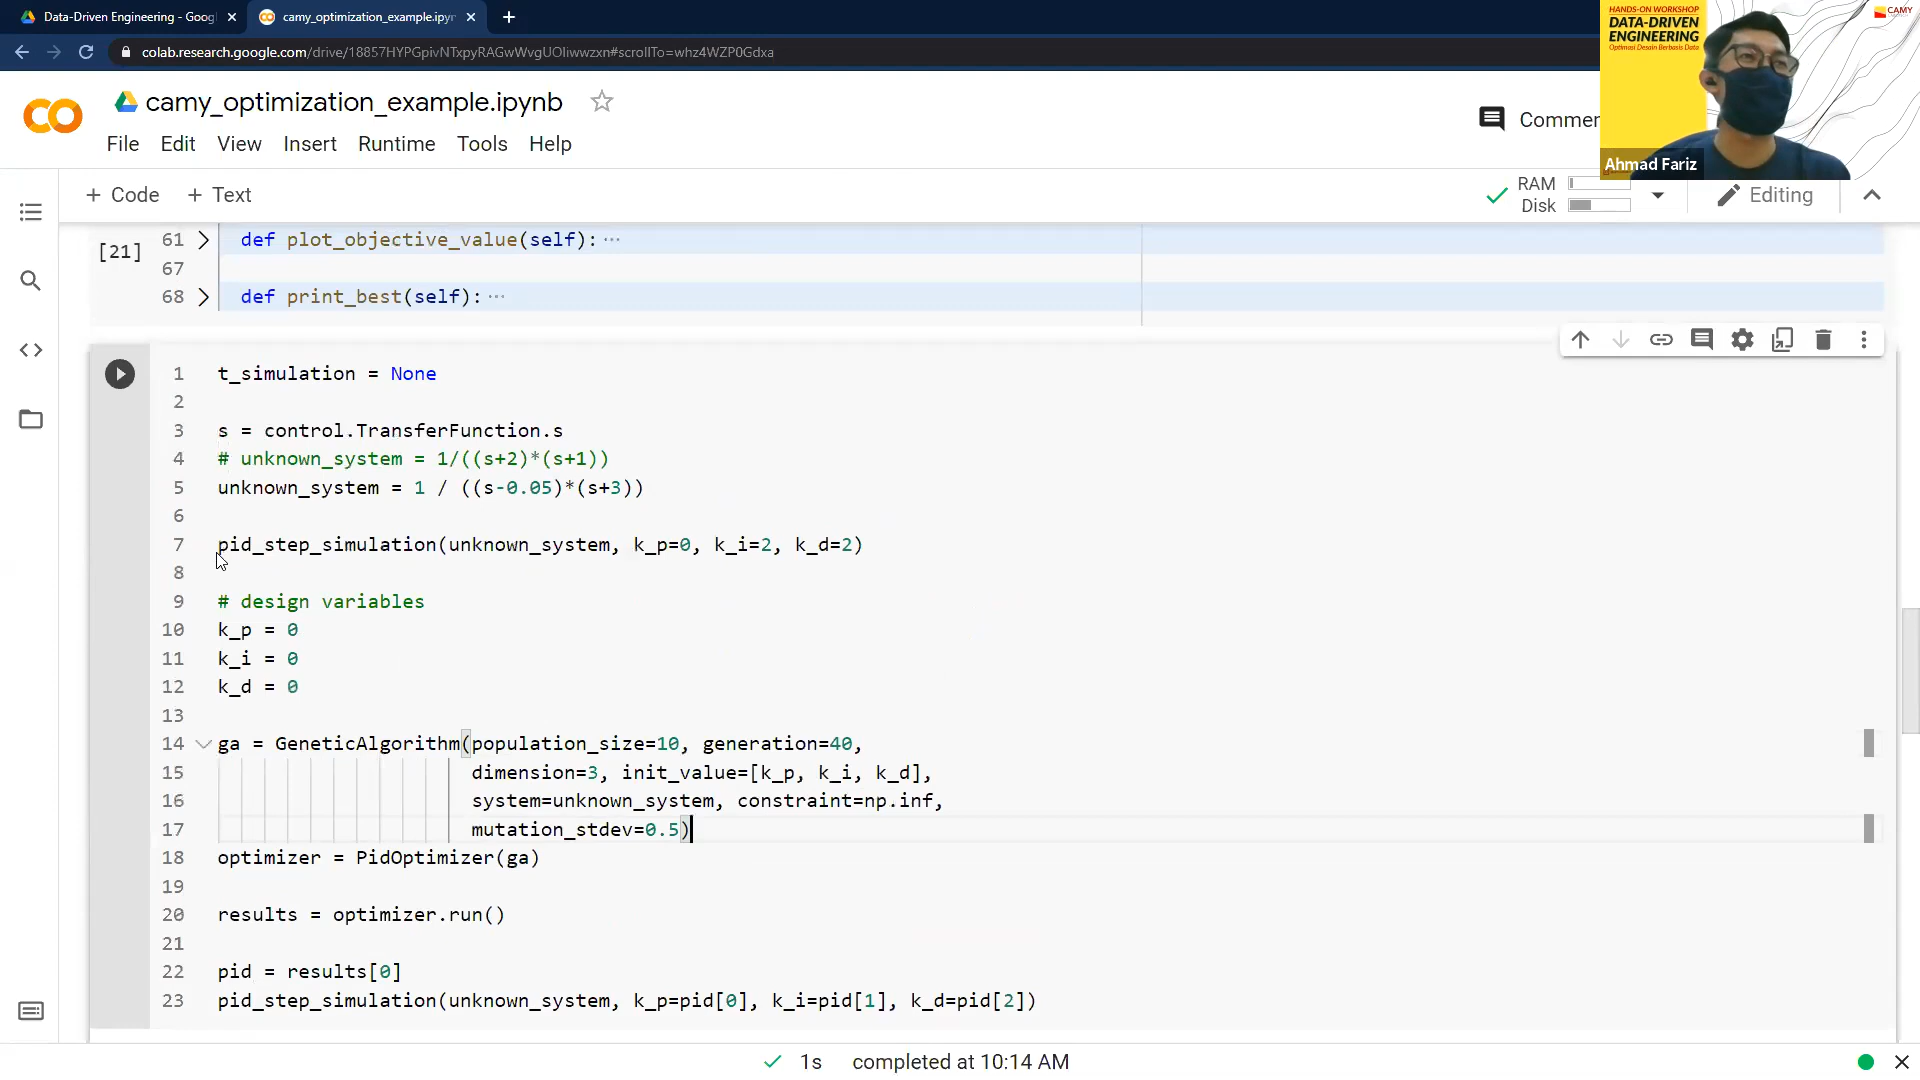 Data-Driven Engineering - Goog
camy_optimization_example.ipyn
colab.research.google.com/drive/18857HYPGpivNTxpyRAGwWvgUOIiwwzxn#scrollTo=whz4WZP0Gdxa
HANDS-ON WORKSHOP
DATA-DRIVEN
ENGINEERING
Optimasi Desain Berbasis Data
CAMY
Ahmad Fariz
camy_optimization_example.ipynb
File Edit View Insert Runtime Tools Help
Commen
+ Code + Text
RAM
Disk
Editing
[21]
61 def plot_objective_value(self): ···
67
68 def print_best(self): ···
1 t_simulation = None
2
3 s = control.TransferFunction.s
4 # unknown_system = 1/((s+2)*(s+1))
5 unknown_system = 1 / ((s-0.05)*(s+3))
6
7 pid_step_simulation(unknown_system, k_p=0, k_i=2, k_d=2)
8
9 # design variables
10 k_p = 0
11 k_i = 0
12 k_d = 0
13
14 ga = GeneticAlgorithm(population_size=10, generation=40,
15 dimension=3, init_value=[k_p, k_i, k_d],
16 system=unknown_system, constraint=np.inf,
17 mutation_stdev=0.5)
18 optimizer = PidOptimizer(ga)
19
20 results = optimizer.run()
21
22 pid = results[0]
23 pid_step_simulation(unknown_system, k_p=pid[0], k_i=pid[1], k_d=pid[2])
1s completed at 10:14 AM